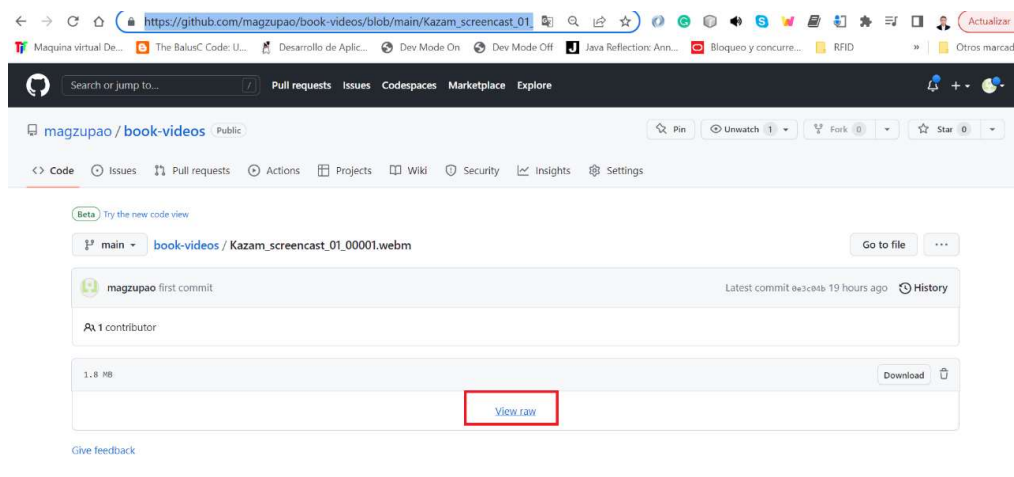 https://github.com/magzupao/book-videos/blob/main/Kazam_screencast_01_
Actualizar
Maquina virtual De... The BalusC Code: U... Desarrollo de Aplic... Dev Mode On Dev Mode Off Java Reflection: Ann... Bloqueo y concurre... RFID » Otros marcad
Search or jump to... / Pull requests Issues Codespaces Marketplace Explore
magzupao / book-videos Public Pin Unwatch 1 Fork 0 Star 0
<> Code Issues Pull requests Actions Projects Wiki Security Insights Settings
Beta Try the new code view
main book-videos / Kazam_screencast_01_00001.webm Go to file ...
magzupao first commit Latest commit 0e3c04b 19 hours ago History
1 contributor
1.8 MB Download
View raw
Give feedback